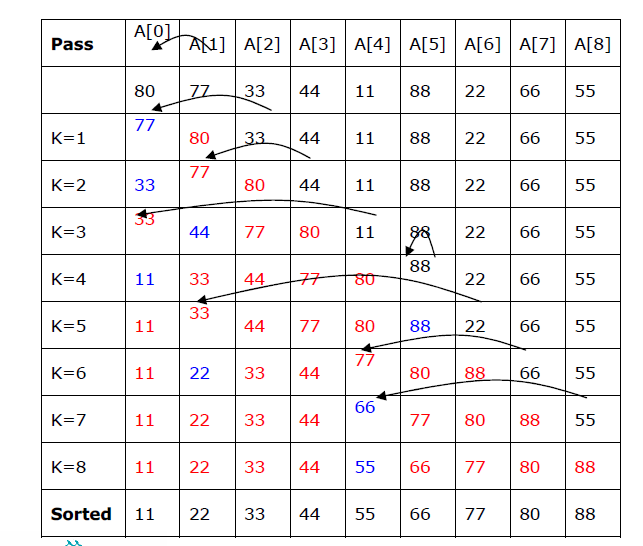 Pass A[0] A[1] A[2] A[3] A[4] A[5] A[6] A[7] A[8]
80 77 33 44 11 88 22 66 55
K=1 77 80 33 44 11 88 22 66 55
K=2 33 77 80 44 11 88 22 66 55
K=3 33 44 77 80 11 88 22 66 55
K=4 11 33 44 77 80 88 22 66 55
K=5 11 33 44 77 80 88 22 66 55
K=6 11 22 33 44 77 80 88 66 55
K=7 11 22 33 44 66 77 80 88 55
K=8 11 22 33 44 55 66 77 80 88
Sorted 11 22 33 44 55 66 77 80 88